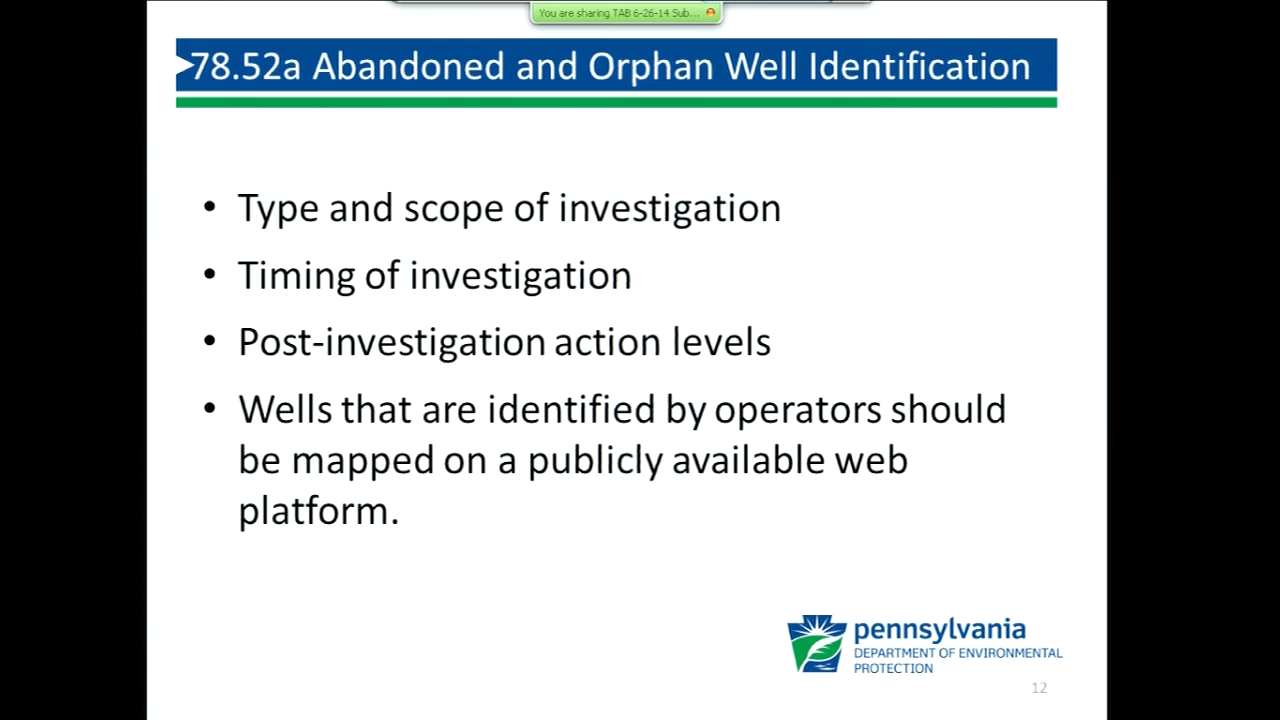 You are sharing TAB 6-26-14 Sub...
➢78.52a Abandoned and Orphan Well Identification
• Type and scope of investigation
• Timing of investigation
• Post-investigation action levels
• Wells that are identified by operators should
be mapped on a publicly available web
platform.
pennsylvania
DEPARTMENT OF ENVIRONMENTAL
PROTECTION
12